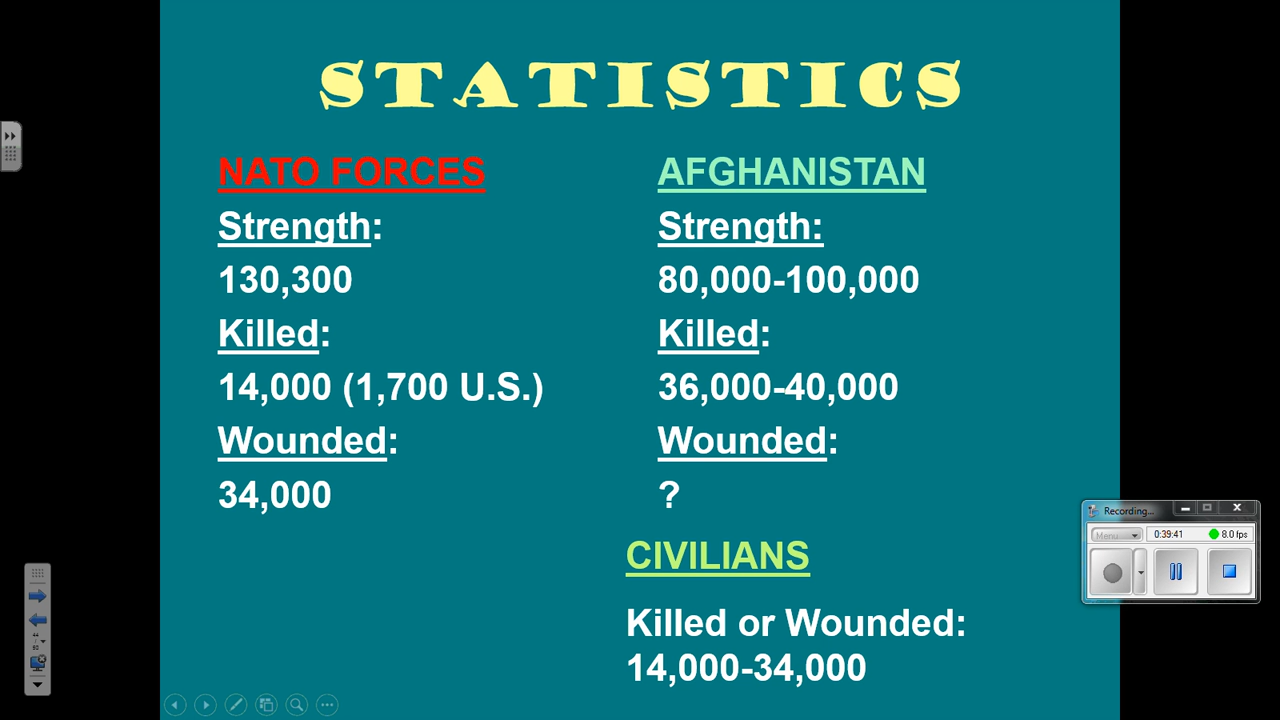 STATISTICS
NATO FORCES
Strength:
130,300
Killed:
14,000 (1,700 U.S.)
Wounded:
34,000
AFGHANISTAN
Strength:
80,000-100,000
Killed:
36,000-40,000
Wounded:
?
CIVILIANS
Killed or Wounded:
14,000-34,000
Recording...
Menu
0:39:41
8.0 fps